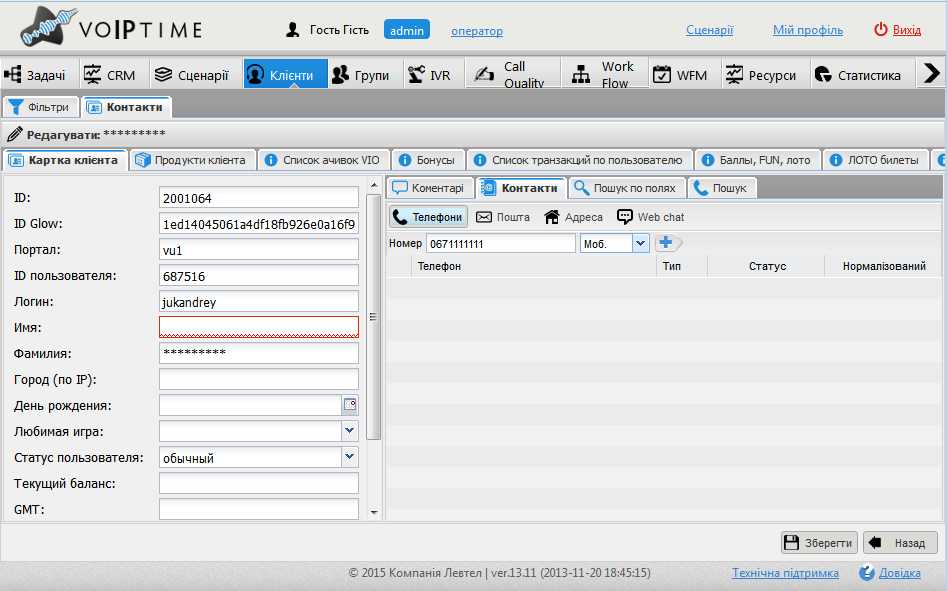 VOIPTIME
Гость Гість admin оператор Сценарії Мій профіль Вихід
Задачі CRM Сценарії Клієнти Групи IVR Call Quality Work Flow WFM Ресурси Статистика
Фільтри Контакти
Редагувати: *********
Картка клієнта Продукти клієнта Список ачивок VIO Бонусы Список транзакций по пользователю Баллы, FUN, лото ЛОТО билеты
Коментарі Контакти Пошук по полях Пошук
Телефони Пошта Адреса Web chat
Номер 0671111111 Моб.
Телефон Тип Статус Нормалізований
ID: 2001064
ID Glow: 1ed14045061a4df18fb926e0a16f9
Портал: vu1
ID пользователя: 687516
Логин: jukandrey
Имя:
Фамилия: *********
Город (по IP):
День рождения:
Любимая игра:
Статус пользователя: обычный
Текущий баланс:
GMT:
Зберегти Назад
© 2015 Компанія Левтел | ver.13.11 (2013-11-20 18:45:15) Технічна підтримка Довідка